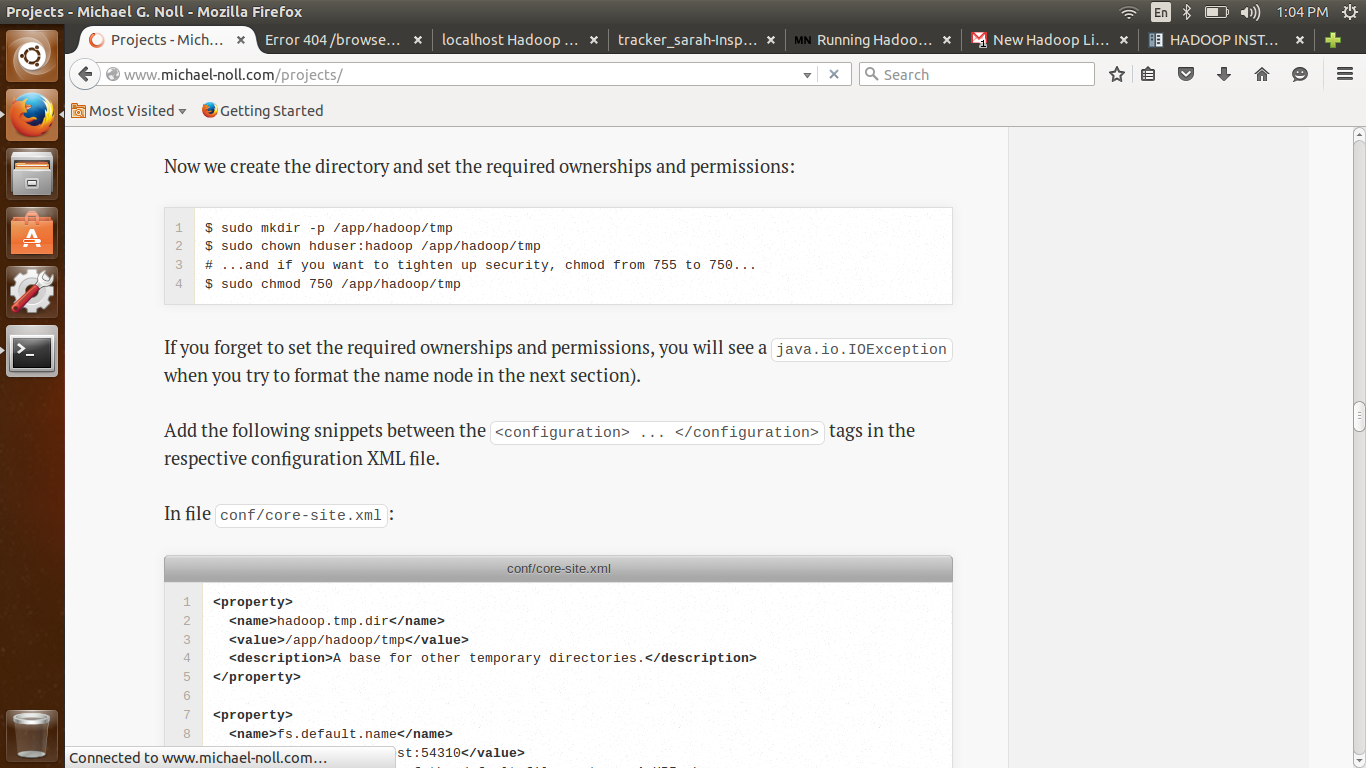 Projects - Michael G. Noll - Mozilla Firefox
En
1:04 PM
Projects - Mich... ×
Error 404 /browse... ×
localhost Hadoop ... ×
tracker_sarah-Insp... ×
MN Running Hadoo... ×
1 New Hadoop Li... ×
HADOOP INST... ×
www.michael-noll.com/projects/
Search
Most Visited
Getting Started
Now we create the directory and set the required ownerships and permissions:
1 $ sudo mkdir -p /app/hadoop/tmp
2 $ sudo chown hduser:hadoop /app/hadoop/tmp
3 # ...and if you want to tighten up security, chmod from 755 to 750...
4 $ sudo chmod 750 /app/hadoop/tmp
If you forget to set the required ownerships and permissions, you will see a java.io.IOException
when you try to format the name node in the next section).
Add the following snippets between the <configuration> ... </configuration> tags in the
respective configuration XML file.
In file conf/core-site.xml :
conf/core-site.xml
1 <property>
2 <name>hadoop.tmp.dir</name>
3 <value>/app/hadoop/tmp</value>
4 <description>A base for other temporary directories.</description>
5 </property>
6
7 <property>
8 <name>fs.default.name</name>
st:54310</value>
Connected to www.michael-noll.com...